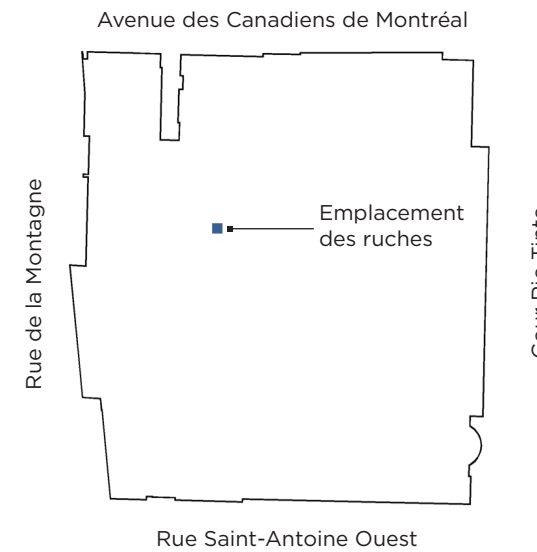 Avenue des Canadiens de Montréal
Rue de la Montagne
Emplacement
des ruches
Rue Saint-Antoine Ouest